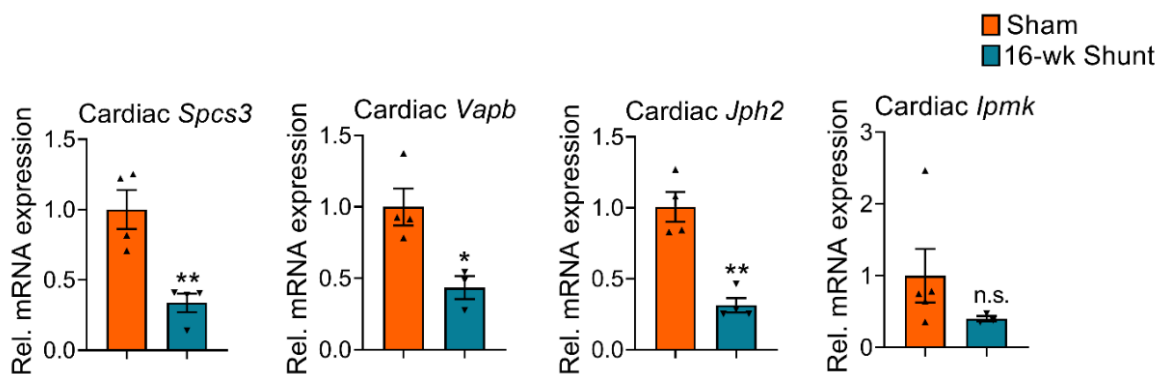 Sham
16-wk Shunt
Cardiac Spcs3
Rel. mRNA expression
1.5
1.0
0.5
0.0
**
Cardiac Vapb
Rel. mRNA expression
1.5
1.0
0.5
0.0
*
Cardiac Jph2
Rel. mRNA expression
1.5
1.0
0.5
0.0
**
Cardiac Ipmk
Rel. mRNA expression
3
2
1
0
n.s.